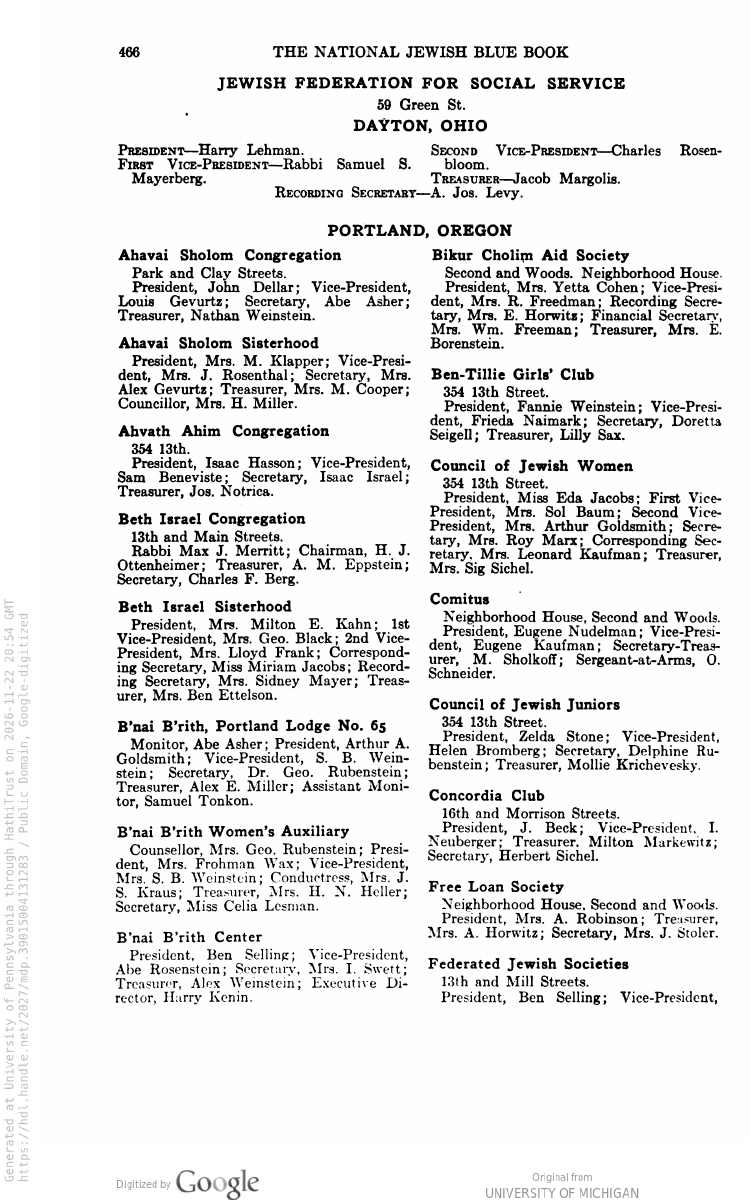 466 THE NATIONAL JEWISH BLUE BOOK
JEWISH FEDERATION FOR SOCIAL SERVICE
59 Green St.
DAYTON, OHIO
PRESIDENT—Harry Lehman.
FIRST VICE-PRESIDENT—Rabbi Samuel S.
Mayerberg.
SECOND VICE-PRESIDENT—Charles Rosen-
bloom.
TREASURER—Jacob Margolis.
RECORDING SECRETARY—A. Jos. Levy.
PORTLAND, OREGON
Ahavai Sholom Congregation
Park and Clay Streets.
President, John Dellar; Vice-President,
Louis Gevurtz; Secretary, Abe Asher;
Treasurer, Nathan Weinstein.
Ahavai Sholom Sisterhood
President, Mrs. M. Klapper; Vice-Presi-
dent, Mrs. J. Rosenthal; Secretary, Mrs.
Alex Gevurtz; Treasurer, Mrs. M. Cooper;
Councillor, Mrs. H. Miller.
Ahvath Ahim Congregation
354 13th.
President, Isaac Hasson; Vice-President,
Sam Beneviste; Secretary, Isaac Israel;
Treasurer, Jos. Notrica.
Beth Israel Congregation
13th and Main Streets.
Rabbi Max J. Merritt; Chairman, H. J.
Ottenheimer; Treasurer, A. M. Eppstein;
Secretary, Charles F. Berg.
Beth Israel Sisterhood
President, Mrs. Milton E. Kahn; 1st
Vice-President, Mrs. Geo. Black; 2nd Vice-
President, Mrs. Lloyd Frank; Correspond-
ing Secretary, Miss Miriam Jacobs; Record-
ing Secretary, Mrs. Sidney Mayer; Treas-
urer, Mrs. Ben Ettelson.
B'nai B'rith, Portland Lodge No. 65
Monitor, Abe Asher; President, Arthur A.
Goldsmith; Vice-President, S. B. Wein-
stein; Secretary, Dr. Geo. Rubenstein;
Treasurer, Alex E. Miller; Assistant Moni-
tor, Samuel Tonkon.
B'nai B'rith Women's Auxiliary
Counsellor, Mrs. Geo. Rubenstein; Presi-
dent, Mrs. Frohman Wax; Vice-President,
Mrs. S. B. Weinstein; Conductress, Mrs. J.
S. Kraus; Treasurer, Mrs. H. N. Heller;
Secretary, Miss Celia Lesman.
B'nai B'rith Center
President, Ben Selling; Vice-President,
Abe Rosenstein; Secretary, Mrs. I. Swett;
Treasurer, Alex Weinstein; Executive Di-
rector, Harry Kenin.
Bikur Cholim Aid Society
Second and Woods. Neighborhood House.
President, Mrs. Yetta Cohen; Vice-Presi-
dent, Mrs. R. Freedman; Recording Secre-
tary, Mrs. E. Horwitz; Financial Secretary,
Mrs. Wm. Freeman; Treasurer, Mrs. E.
Borenstein.
Ben-Tillie Girls' Club
354 13th Street.
President, Fannie Weinstein; Vice-Presi-
dent, Frieda Naimark; Secretary, Doretta
Seigell; Treasurer, Lilly Sax.
Council of Jewish Women
354 13th Street.
President, Miss Eda Jacobs; First Vice-
President, Mrs. Sol Baum; Second Vice-
President, Mrs. Arthur Goldsmith; Secre-
tary, Mrs. Roy Marx; Corresponding Sec-
retary, Mrs. Leonard Kaufman; Treasurer,
Mrs. Sig Sichel.
Comitus
Neighborhood House, Second and Woods.
President, Eugene Nudelman; Vice-Presi-
dent, Eugene Kaufman; Secretary-Treas-
urer, M. Sholkoff; Sergeant-at-Arms, O.
Schneider.
Council of Jewish Juniors
354 13th Street.
President, Zelda Stone; Vice-President,
Helen Bromberg; Secretary, Delphine Ru-
benstein; Treasurer, Mollie Krichevesky.
Concordia Club
16th and Morrison Streets.
President, J. Beck; Vice-President, I.
Neuberger; Treasurer, Milton Markewitz;
Secretary, Herbert Sichel.
Free Loan Society
Neighborhood House, Second and Woods.
President, Mrs. A. Robinson; Treasurer,
Mrs. A. Horwitz; Secretary, Mrs. J. Stoler.
Federated Jewish Societies
13th and Mill Streets.
President, Ben Selling; Vice-President,
Generated at University of Pennsylvania through HathiTrust on 2026-11-22 20:54 GMT
https://hdl.handle.net/2027/mdp.39015004131283 / Public Domain, Google-digitized
Digitized by Google
Original from
UNIVERSITY OF MICHIGAN